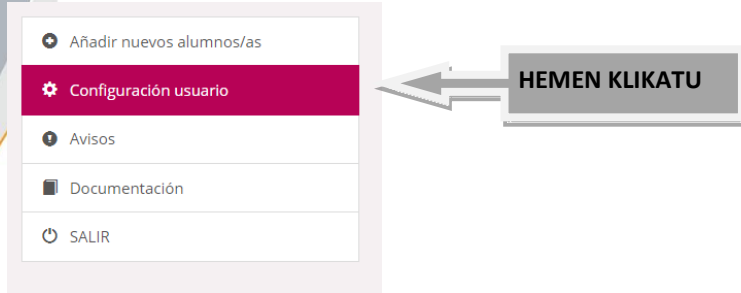 Añadir nuevos alumnos/as
Configuración usuario
HEMEN KLIKATU
Avisos
Documentación
SALIR